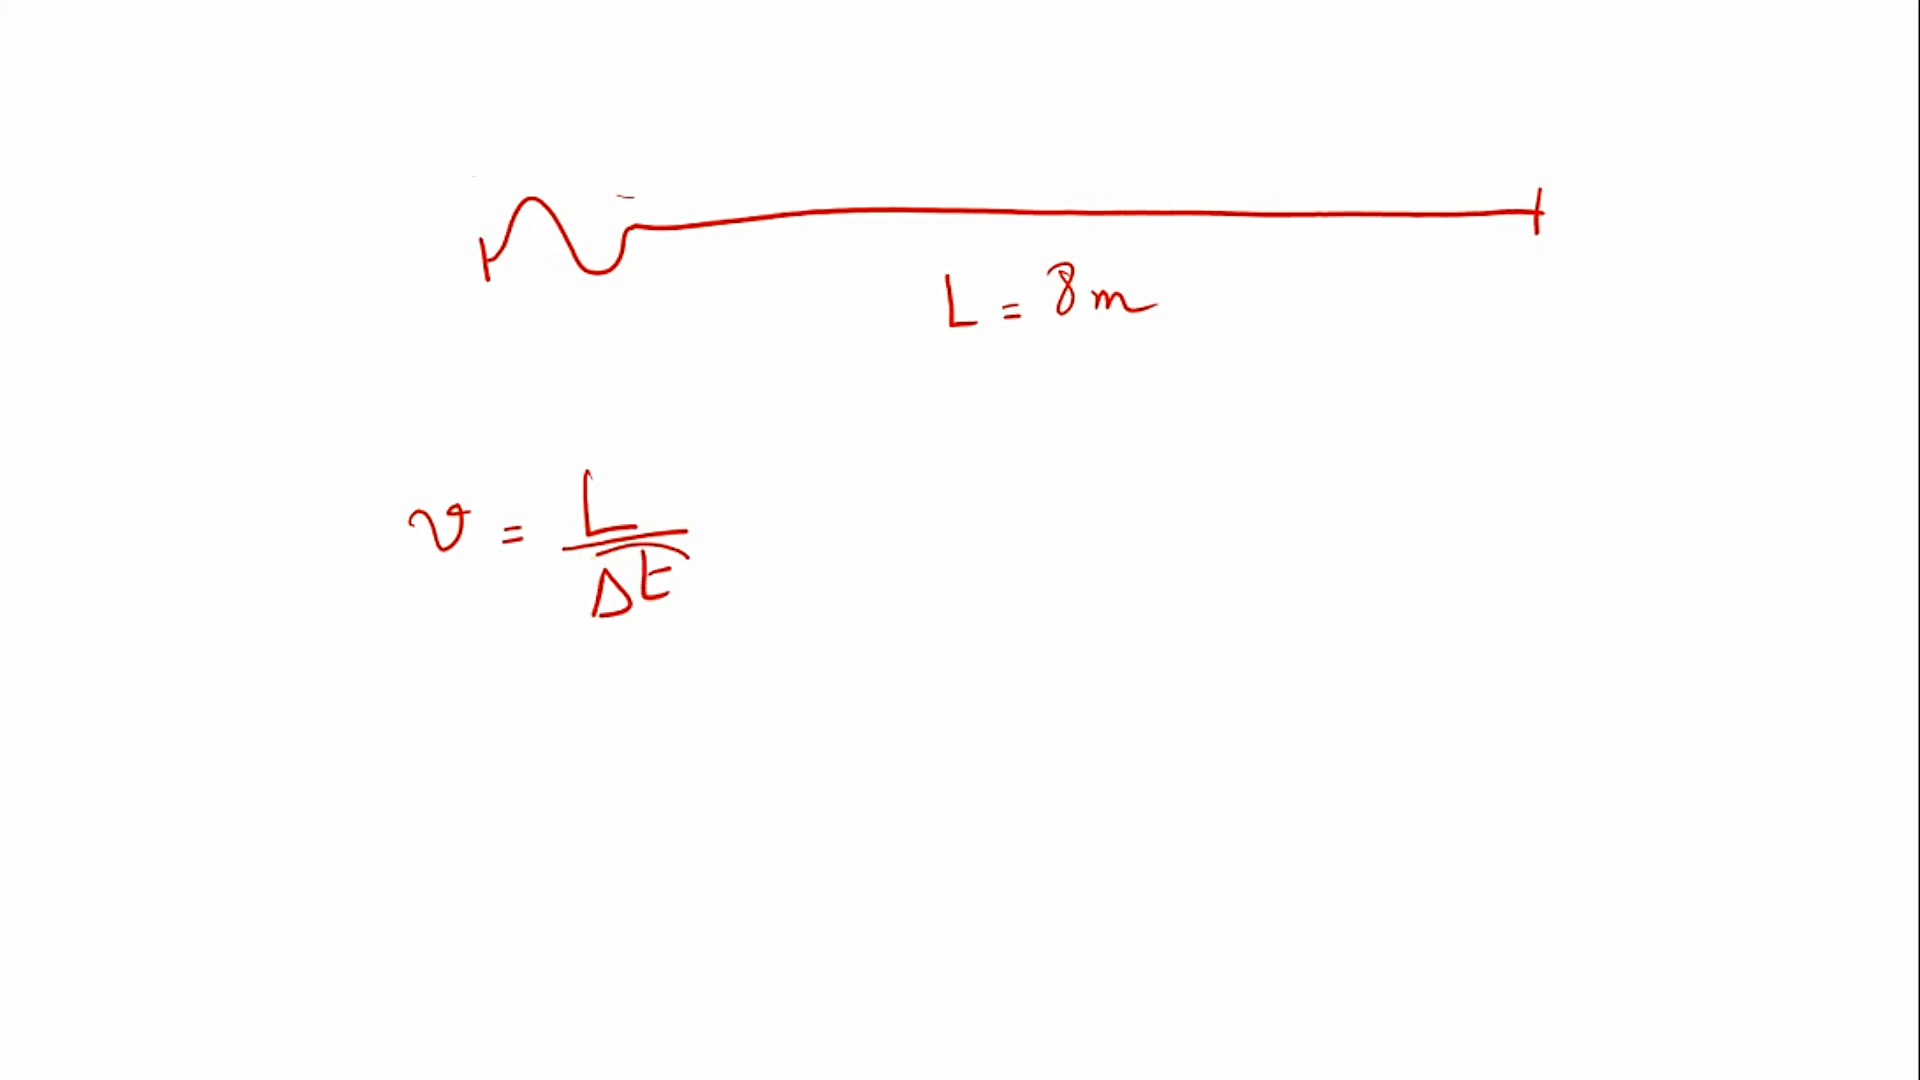 L = 8m
v = L/Δt